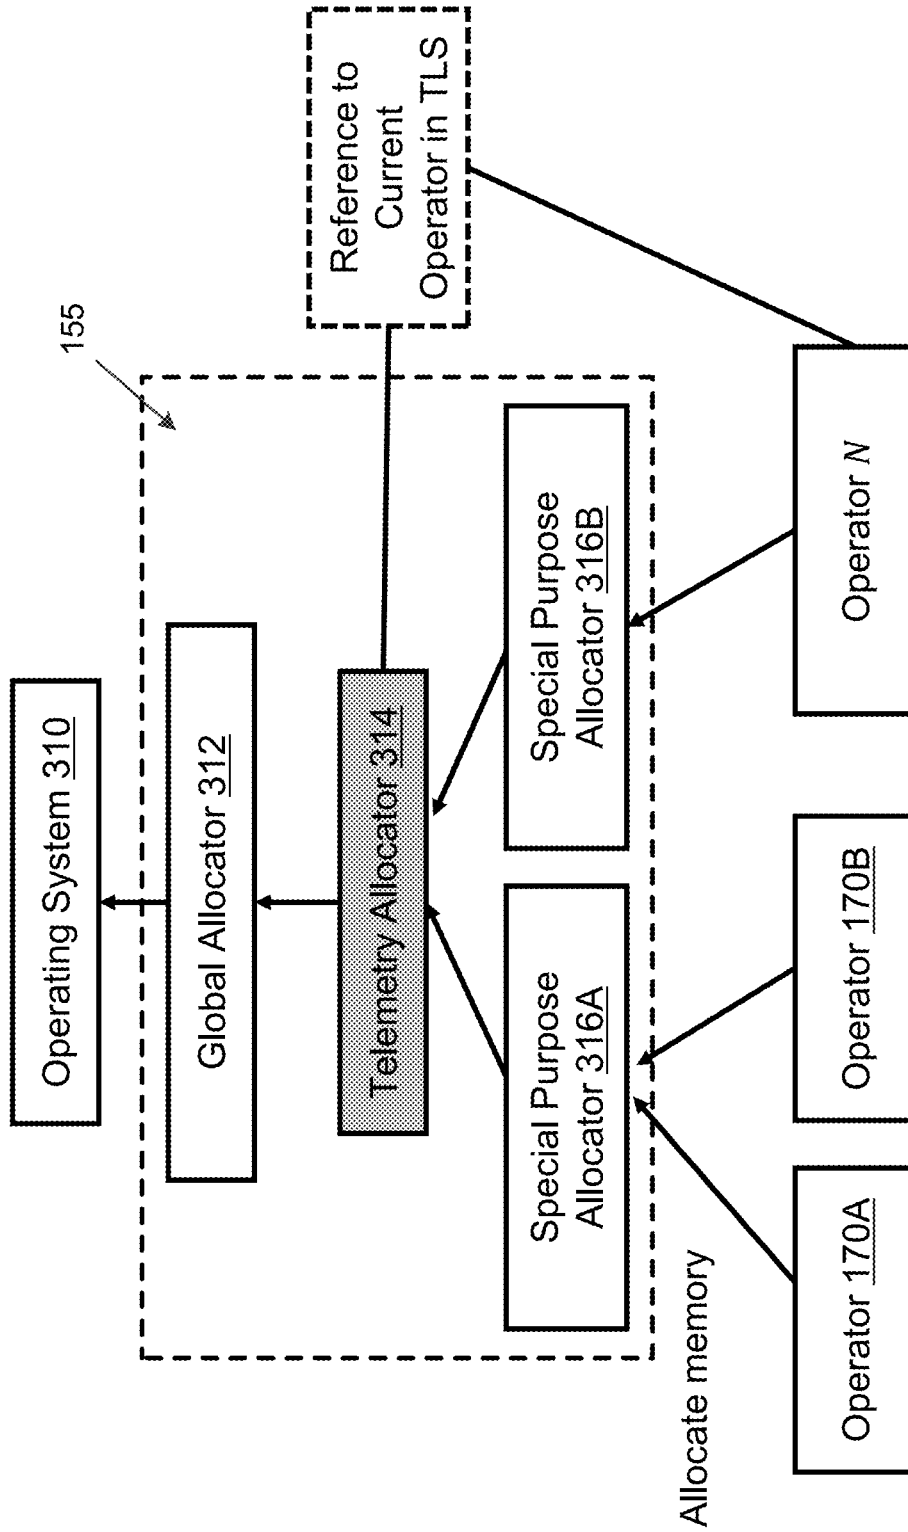 Operating System 310
155
Global Allocator 312
Telemetry Allocator 314
Reference to
Current
Operator in TLS
Special Purpose
Allocator 316A
Special Purpose
Allocator 316B
Allocate memory
Operator 170A
Operator 170B
Operator N